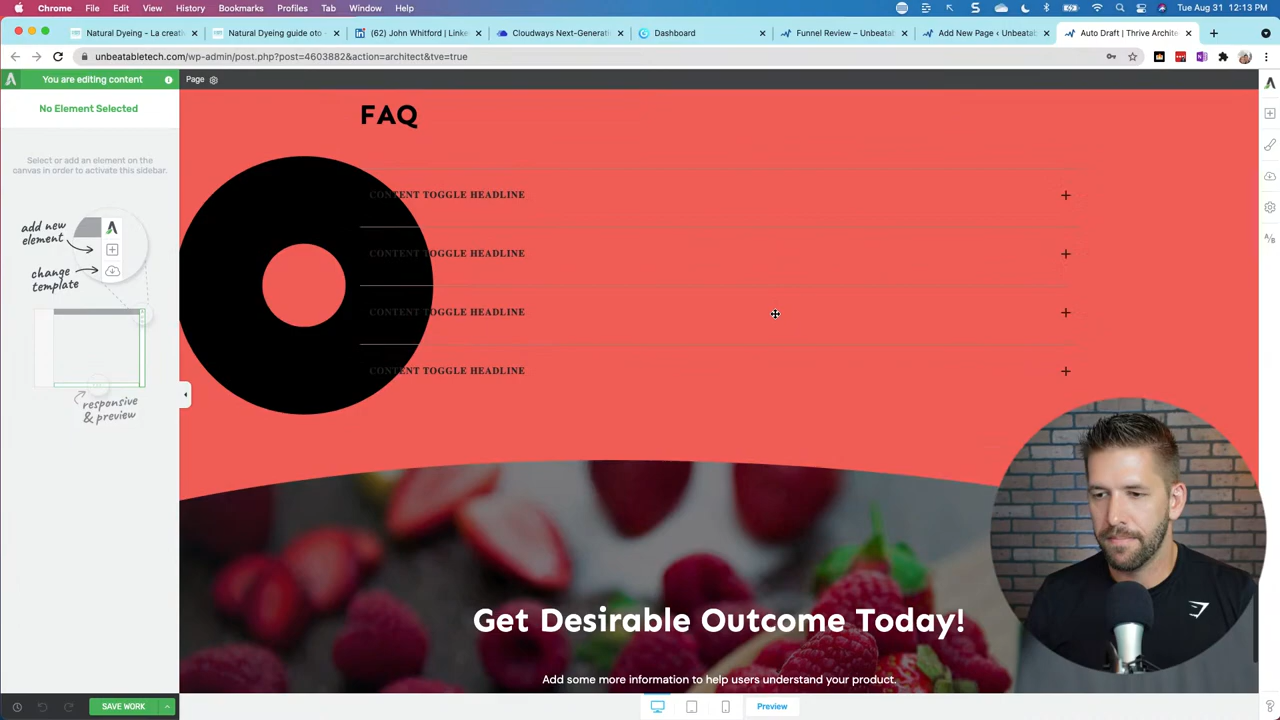 Chrome File Edit View History Bookmarks Profiles Tab Window Help Tue Aug 31 12:13 PM
Natural Dyeing - La creati
Natural Dyeing guide oto
(62) John Whitford | Linke
Cloudways Next-Generati
Dashboard
Funnel Review – Unbeatab
Add New Page ‹ Unbeatab
Auto Draft | Thrive Archite
unbeatabletech.com/wp-admin/post.php?post=4603882&action=architect&tve=true
You are editing content
Page
No Element Selected
Select or add an element on the
canvas in order to activate this sidebar.
add new
element
change
template
responsive
& preview
FAQ
CONTENT TOGGLE HEADLINE
CONTENT TOGGLE HEADLINE
CONTENT TOGGLE HEADLINE
CONTENT TOGGLE HEADLINE
Get Desirable Outcome Today!
Add some more information to help users understand your product.
SAVE WORK
Preview
A/B